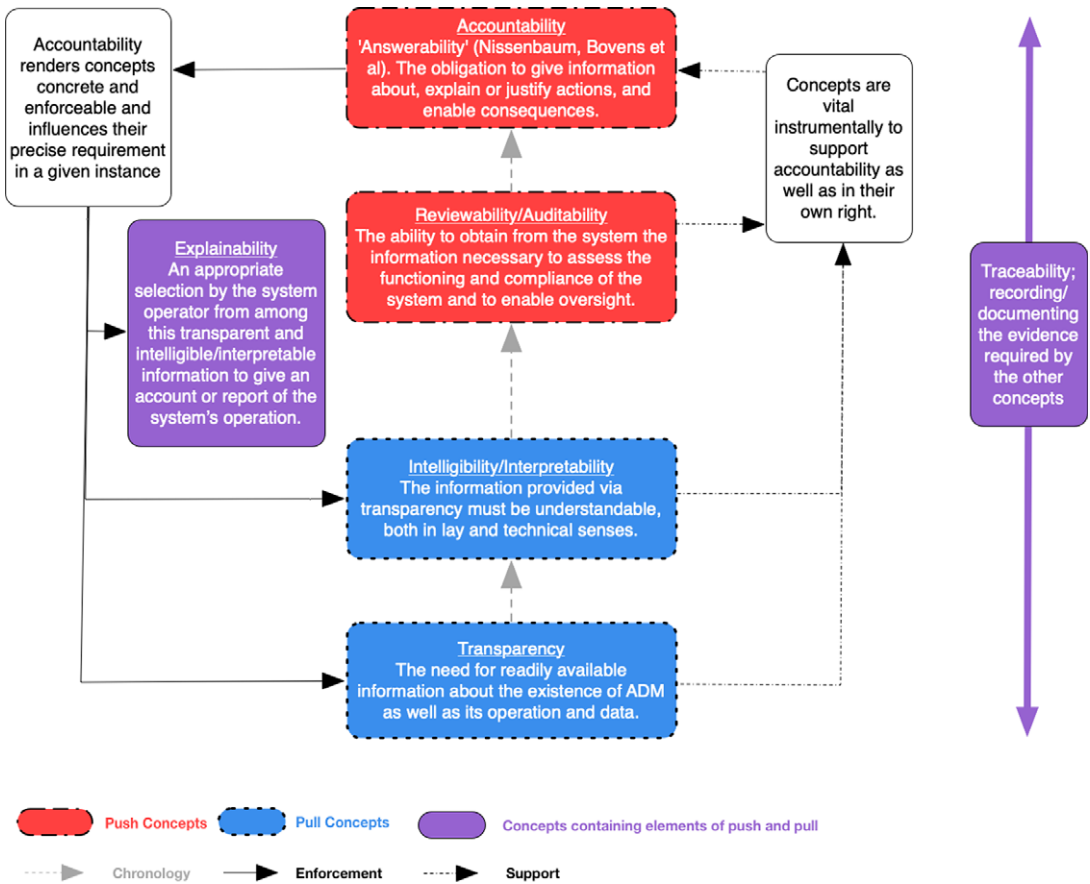 Accountability
renders concepts
concrete and
enforceable and
influences their
precise requirement
in a given instance
Accountability
'Answerability' (Nissenbaum, Bovens et
al). The obligation to give information
about, explain or justify actions, and
enable consequences.
Concepts are
vital
instrumentally to
support
accountability as
well as in their
own right.
Reviewability/Auditability
The ability to obtain from the system the
information necessary to assess the
functioning and compliance of the
system and to enable oversight.
Explainability
An appropriate
selection by the system
operator from among
this transparent and
intelligible/interpretable
information to give an
account or report of the
system's operation.
Traceability;
recording/
documenting
the evidence
required by
the other
concepts
Intelligibility/Interpretability
The information provided via
transparency must be understandable,
both in lay and technical senses.
Transparency
The need for readily available
information about the existence of ADM
as well as its operation and data.
Push Concepts
Pull Concepts
Concepts containing elements of push and pull
Chronology
Enforcement
Support